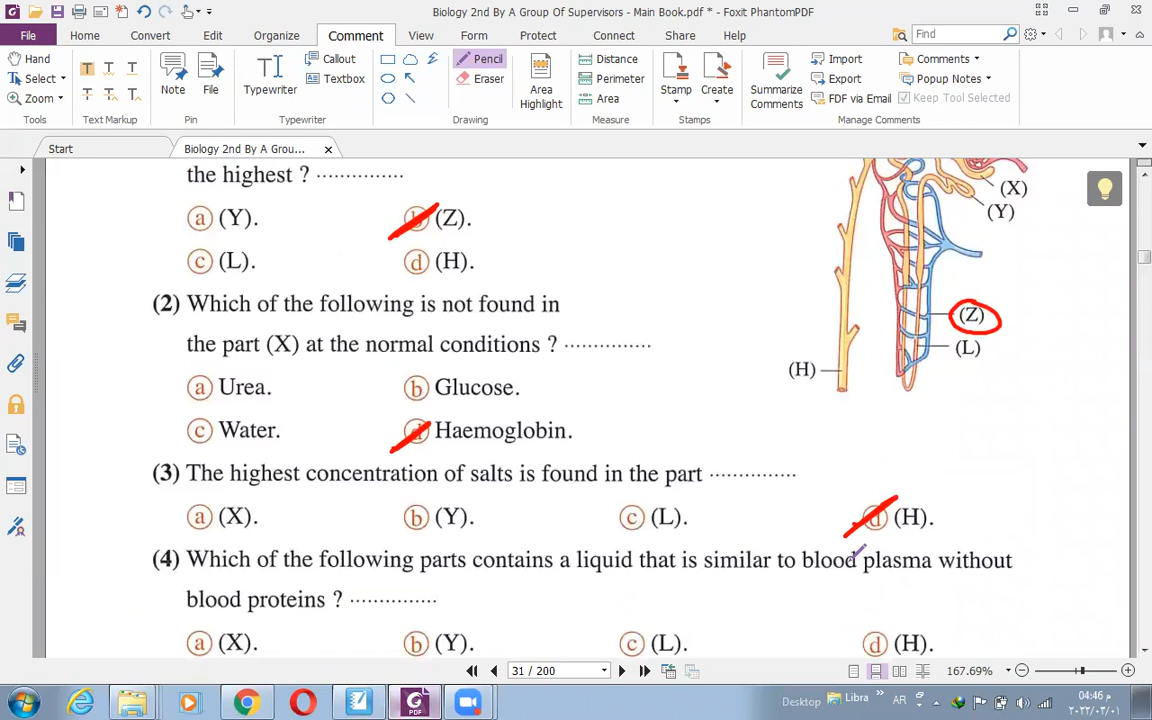 Biology 2nd By A Group Of Supervisors - Main Book.pdf * - Foxit PhantomPDF
File Home Convert Edit Organize Comment View Form Protect Connect Share Help Find
Hand
Select
Zoom
Tools
Text Markup
Note
File
Pin
Typewriter
Callout
Textbox
Typewriter
Pencil
Eraser
Drawing
Area Highlight
Distance
Perimeter
Area
Measure
Stamp
Create
Stamps
Summarize Comments
Import
Export
FDF via Email
Comments
Popup Notes
Keep Tool Selected
Manage Comments
Start
Biology 2nd By A Grou...
the highest ? ...............
a (Y).
(Z).
c (L).
d (H).
(X)
(Y)
(Z)
(L)
(H)
(2) Which of the following is not found in
the part (X) at the normal conditions ? ...............
a Urea.
b Glucose.
c Water.
d Haemoglobin.
(3) The highest concentration of salts is found in the part ...............
a (X).
b (Y).
c (L).
d (H).
(4) Which of the following parts contains a liquid that is similar to blood plasma without
blood proteins ? ...............
a (X).
b (Y).
c (L).
d (H).
31 / 200
167.69%
PDF
Desktop
Libra
AR
04:46 م
٢٠٢٢/٠٣/٠١